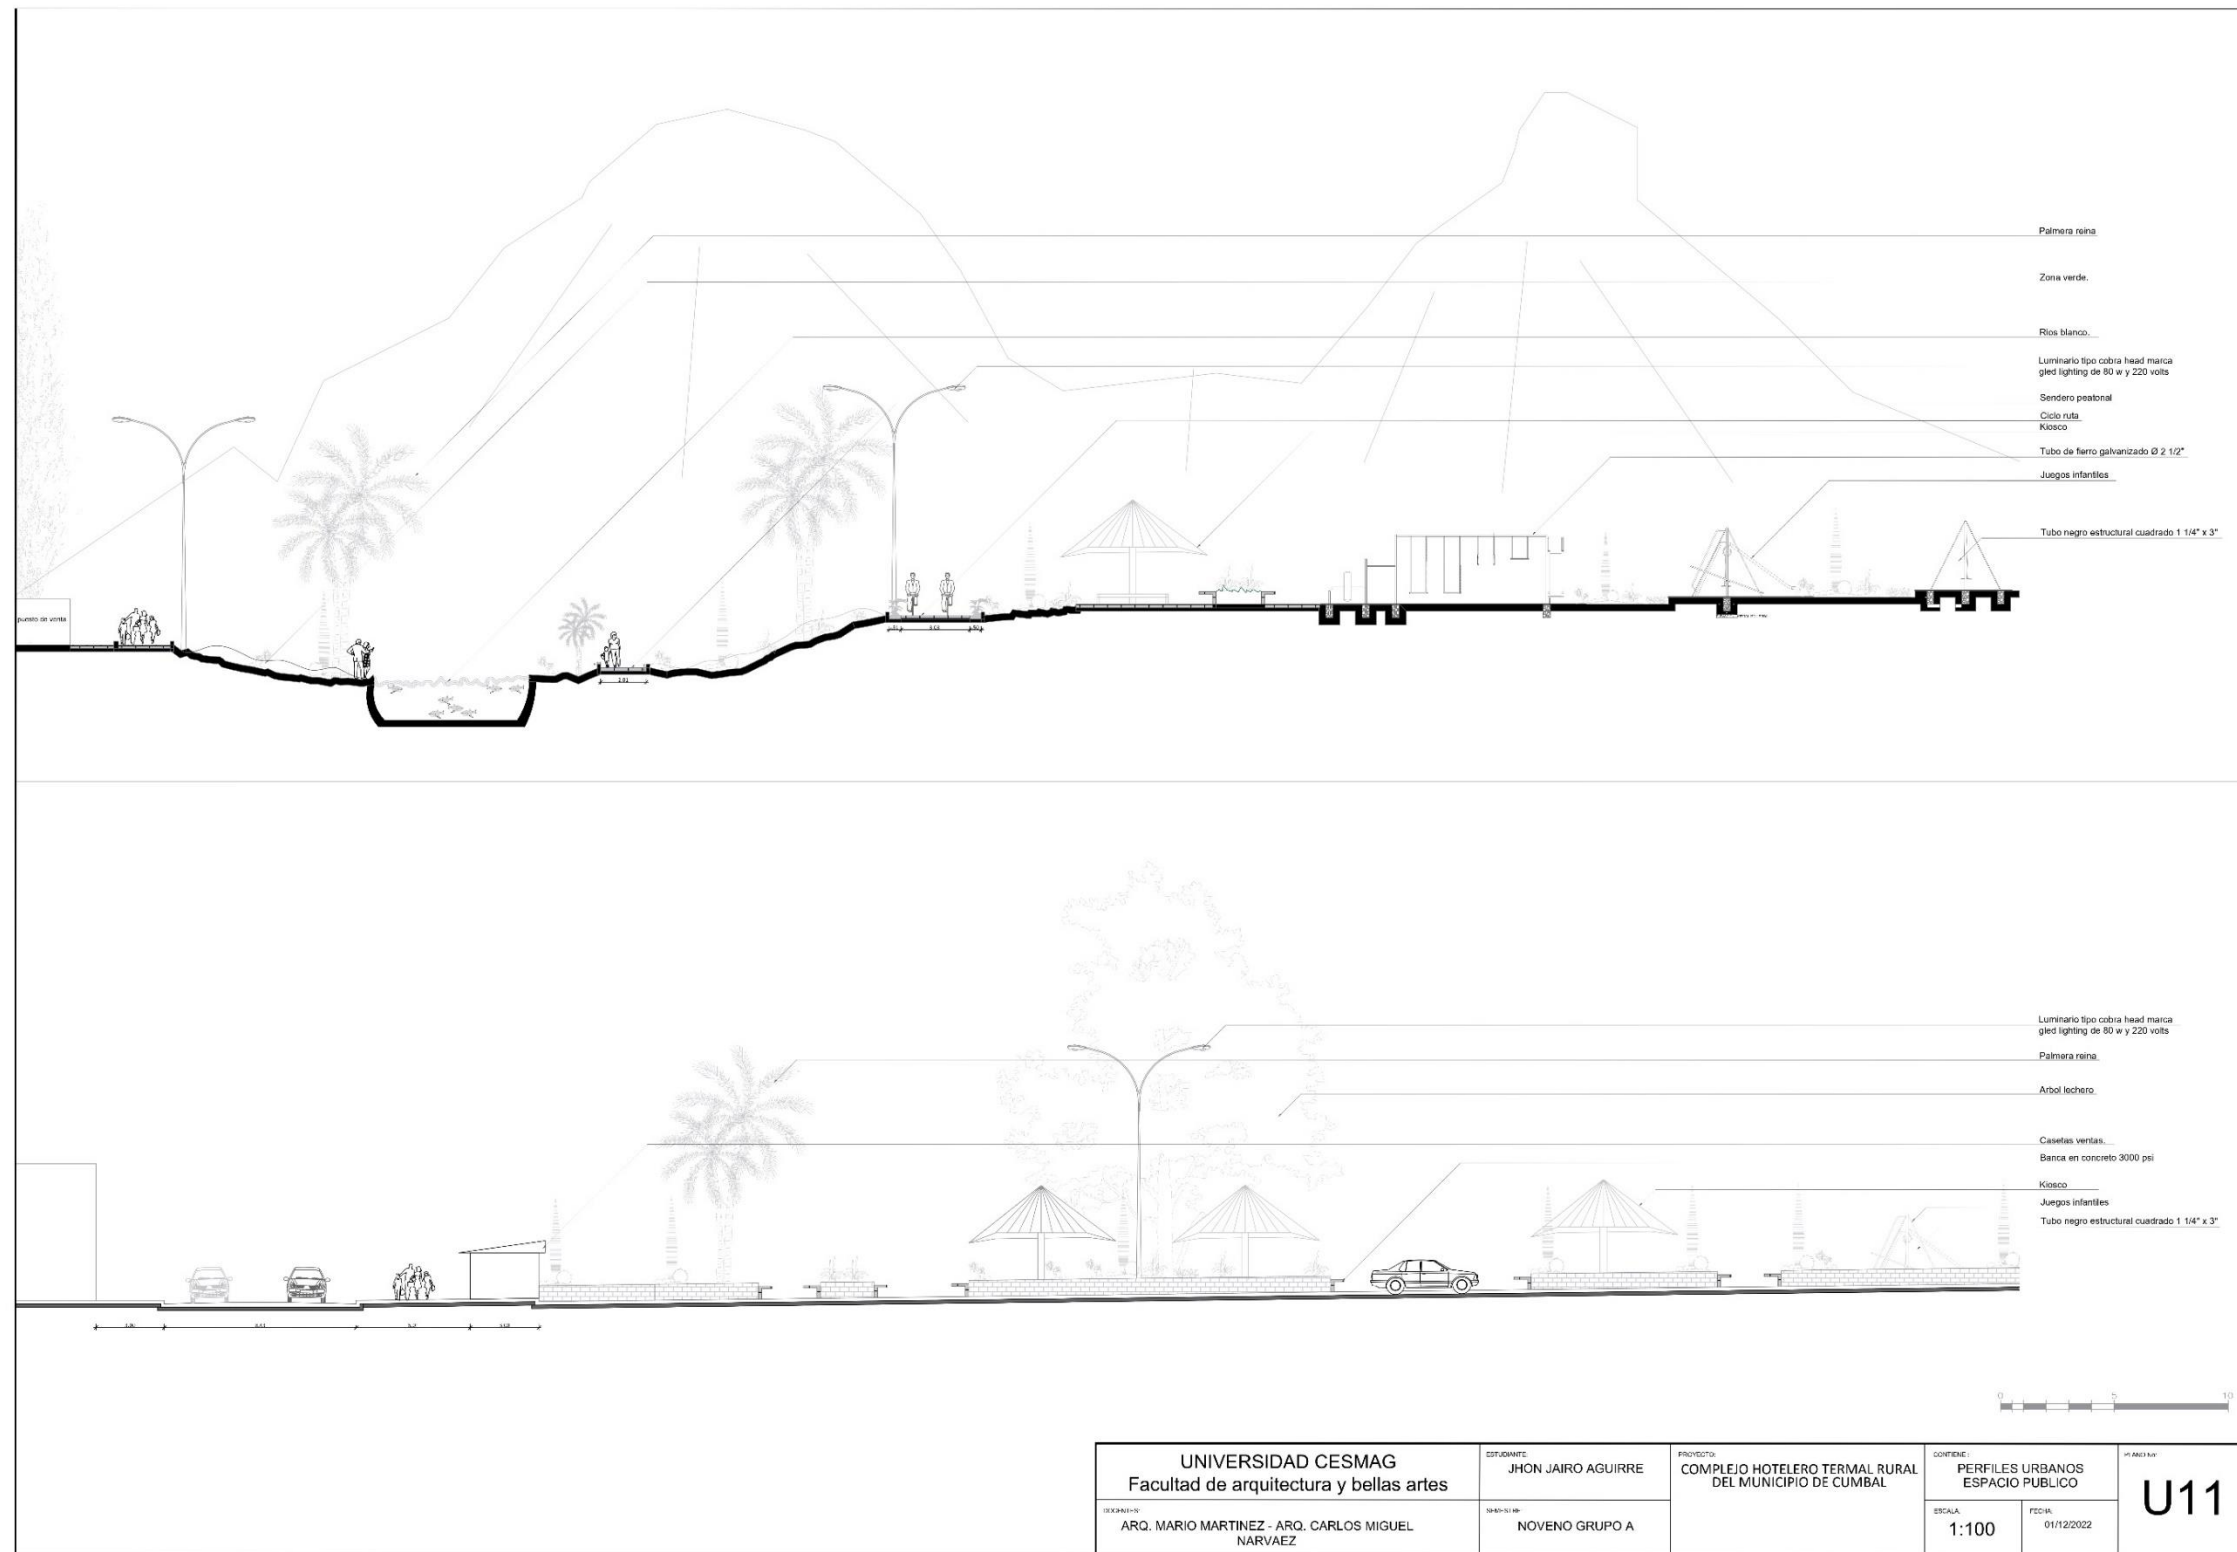 Palmera reina
Zona verde.
Rios blanco.
Luminario tipo cobra head marca
gled lighting de 80 w y 220 volts
Sendero peatonal
Ciclo ruta
Kiosco
Tubo de fierro galvanizado Ø 2 1/2"
Juegos infantiles
Tubo negro estructural cuadrado 1 1/4" x 3"
puesto de venta
2.01
Luminario tipo cobra head marca
gled lighting de 80 w y 220 volts
Palmera reina
Arbol lechero
Casetas ventas.
Banca en concreto 3000 psi
Kiosco
Juegos infantiles
Tubo negro estructural cuadrado 1 1/4" x 3"
0 5 10
UNIVERSIDAD CESMAG
Facultad de arquitectura y bellas artes
DOCENTES:
ARQ. MARIO MARTINEZ - ARQ. CARLOS MIGUEL
NARVAEZ
ESTUDIANTE:
JHON JAIRO AGUIRRE
SEMESTRE:
NOVENO GRUPO A
PROYECTO:
COMPLEJO HOTELERO TERMAL RURAL
DEL MUNICIPIO DE CUMBAL
CONTIENE :
PERFILES URBANOS
ESPACIO PUBLICO
ESCALA:
1:100
FECHA:
01/12/2022
U11